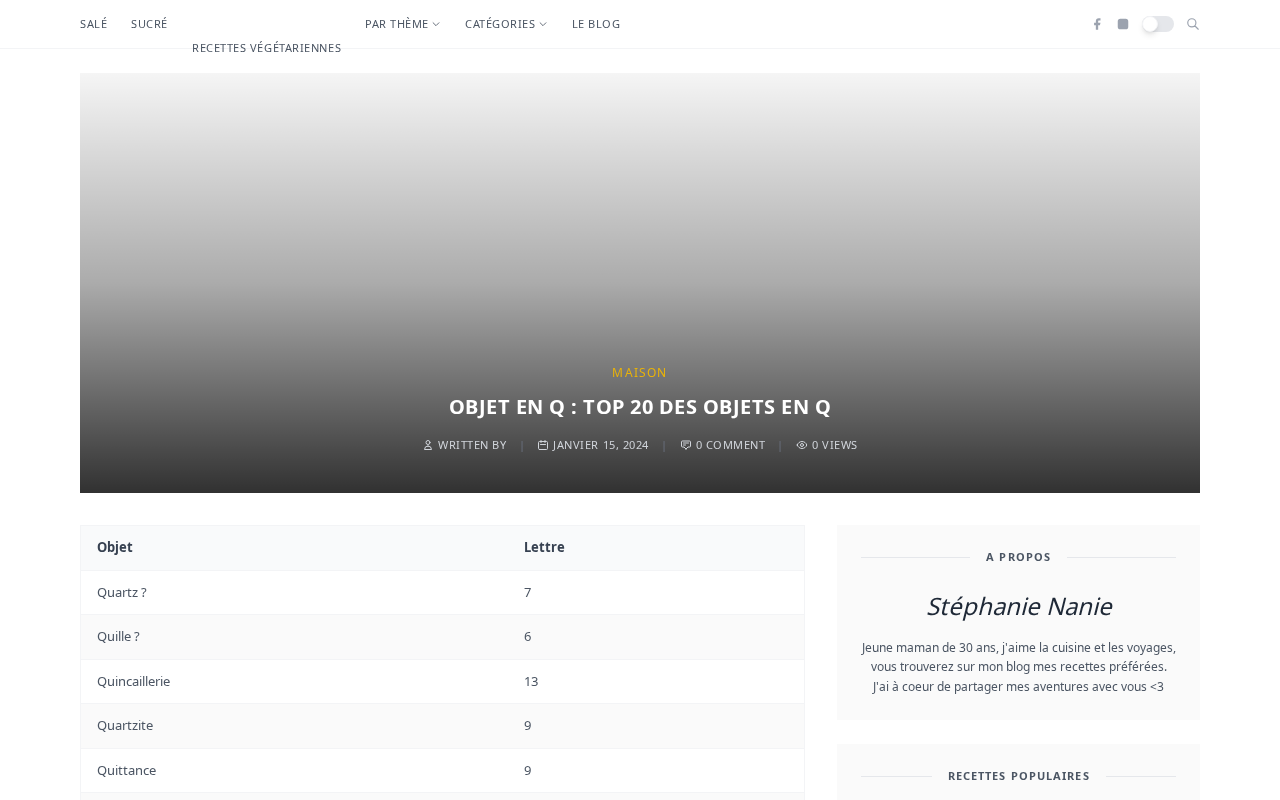 SALÉ SUCRÉ RECETTES VÉGÉTARIENNES PAR THÈME CATÉGORIES LE BLOG
MAISON
OBJET EN Q : TOP 20 DES OBJETS EN Q
WRITTEN BY | JANVIER 15, 2024 | 0 COMMENT | 0 VIEWS
Objet Lettre
Quartz ? 7
Quille ? 6
Quincaillerie 13
Quartzite 9
Quittance 9
A PROPOS
Stéphanie Nanie
Jeune maman de 30 ans, j'aime la cuisine et les voyages,
vous trouverez sur mon blog mes recettes préférées.
J'ai à coeur de partager mes aventures avec vous <3
RECETTES POPULAIRES